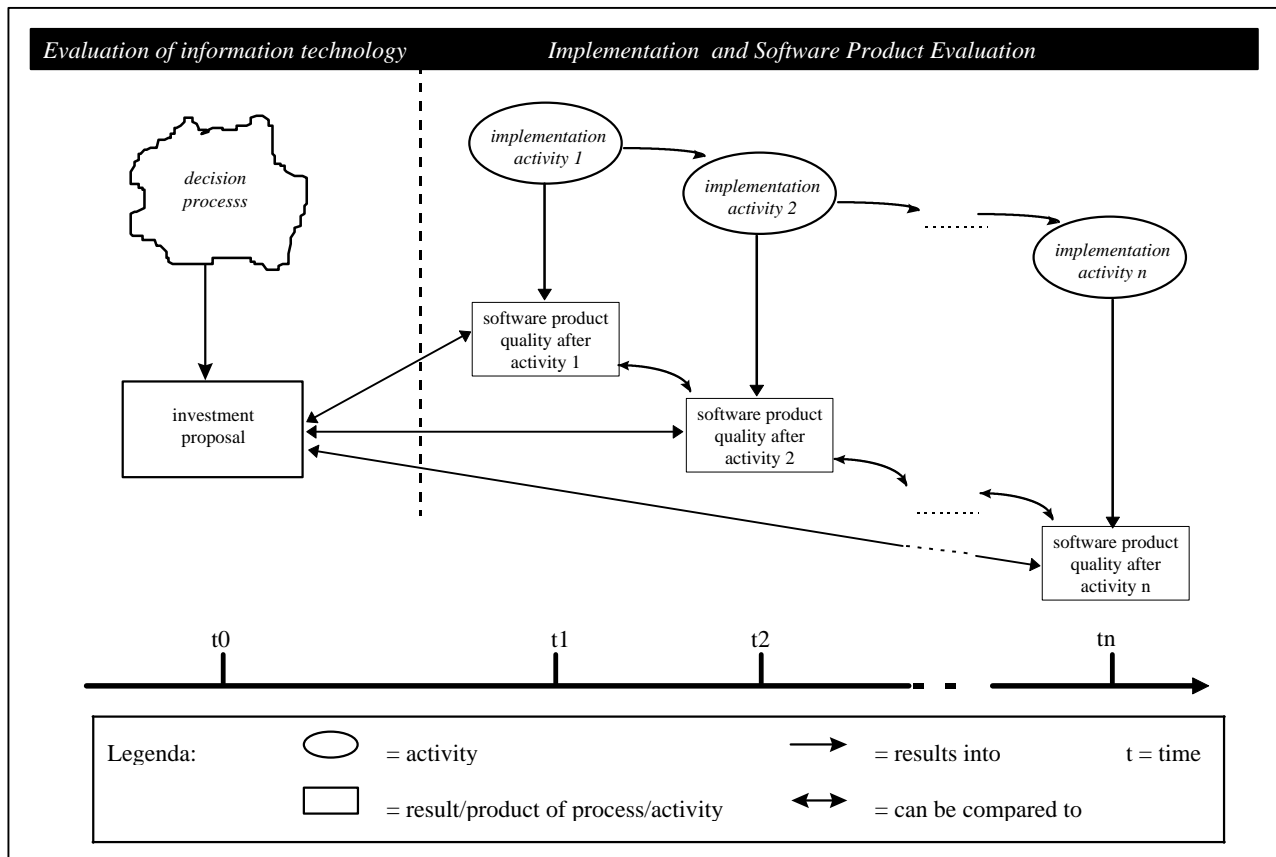 Evaluation of information technology
Implementation and Software Product Evaluation
decision
processs
investment
proposal
implementation
activity 1
implementation
activity 2
implementation
activity n
software product
quality after
activity 1
software product
quality after
activity 2
software product
quality after
activity n
t0
t1
t2
tn
Legenda:
= activity
= results into
t = time
= result/product of process/activity
= can be compared to